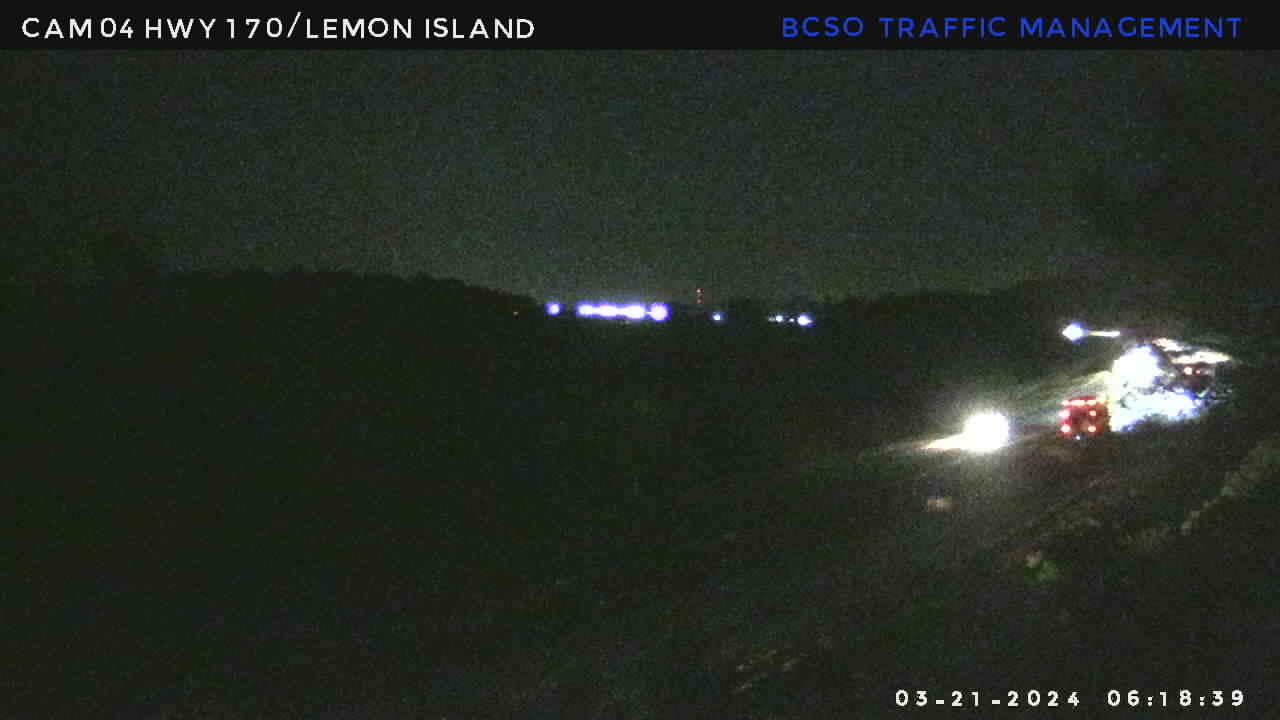 CAM04 HWY 170/LEMON ISLAND
BCSO TRAFFIC MANAGEMENT
03-21-2024 06:18:39